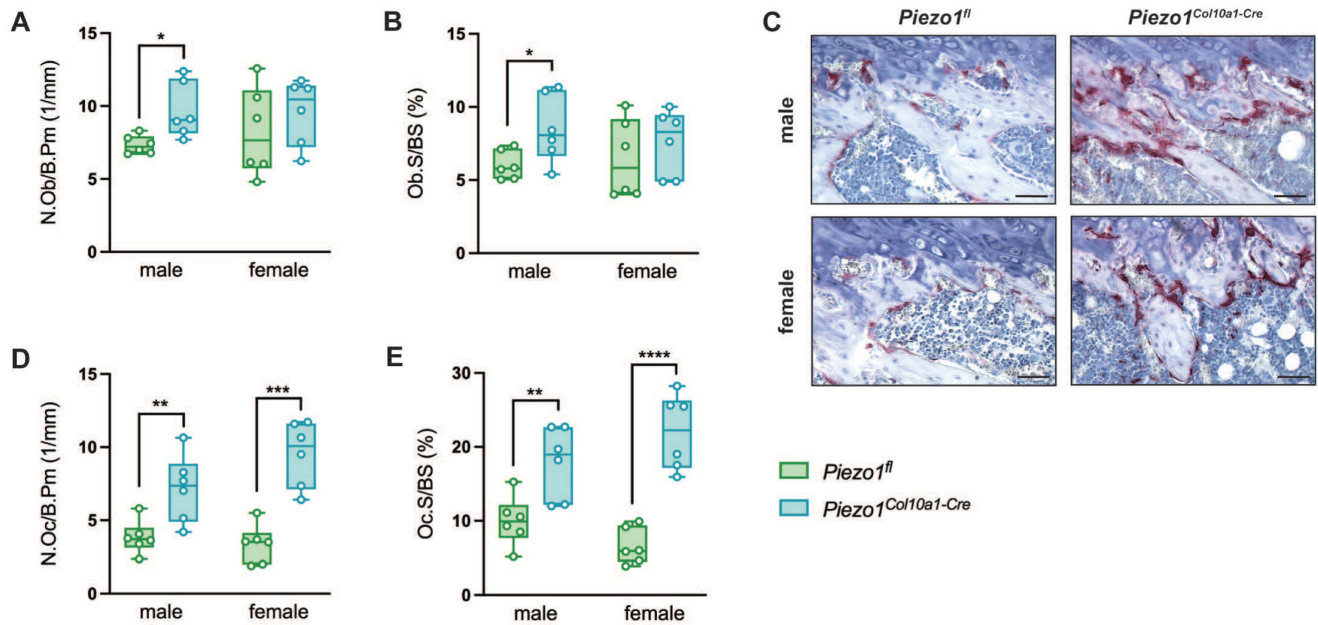 A
N.Ob/B.Pm (1/mm)
15
10
5
0
*
male
female
B
Ob.S/BS (%)
15
10
5
0
*
male
female
C
Piezo1fl
Piezo1Col10a1-Cre
male
female
D
N.Oc/B.Pm (1/mm)
15
10
5
0
**
***
male
female
E
Oc.S/BS (%)
30
20
10
0
**
****
male
female
Piezo1fl
Piezo1Col10a1-Cre